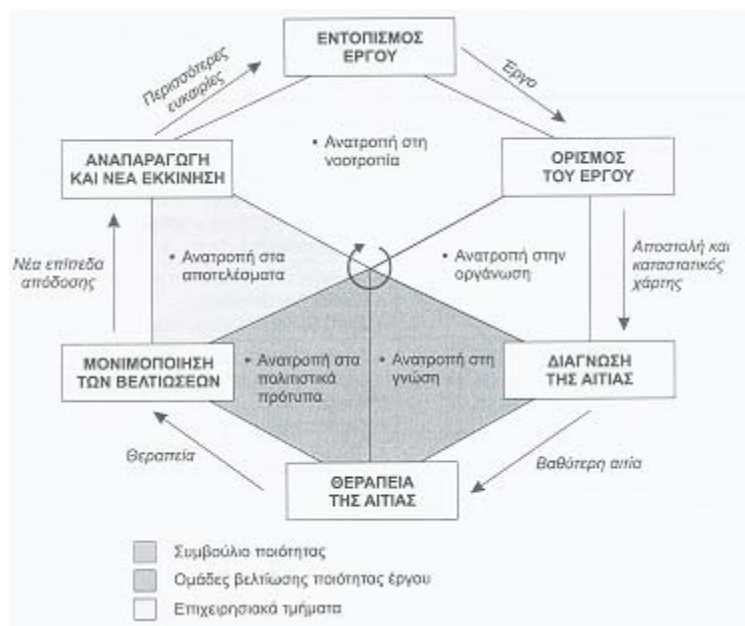 ΕΝΤΟΠΙΣΜΟΣ
ΕΡΓΟΥ
Περισσότερες
ευκαιρίες
Έργο
• Ανατροπή στη
νοοτροπία
ΑΝΑΠΑΡΑΓΩΓΗ
ΚΑΙ ΝΕΑ ΕΚΚΙΝΗΣΗ
ΟΡΙΣΜΟΣ
ΤΟΥ ΕΡΓΟΥ
Νέα επίπεδα
απόδοσης
• Ανατροπή στα
αποτελέσματα
• Ανατροπή στην
οργάνωση
Αποστολή και
καταστατικός
χάρτης
ΜΟΝΙΜΟΠΟΙΗΣΗ
ΤΩΝ ΒΕΛΤΙΩΣΕΩΝ
• Ανατροπή στα
πολιτιστικά
πρότυπα
• Ανατροπή στη
γνώση
ΔΙΑΓΝΩΣΗ
ΤΗΣ ΑΙΤΙΑΣ
Θεραπεία
Βαθύτερη αιτία
ΘΕΡΑΠΕΙΑ
ΤΗΣ ΑΙΤΙΑΣ
Συμβούλιο ποιότητας
Ομάδες βελτίωσης ποιότητας έργου
Επιχειρησιακά τμήματα